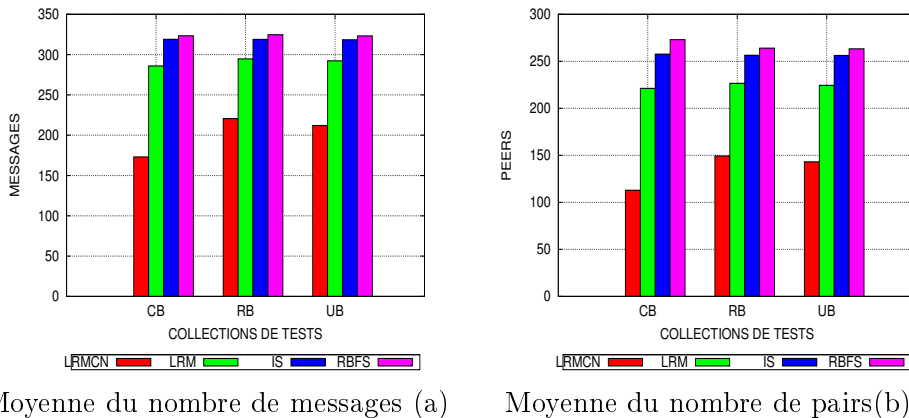 350
300
250
200
150
100
50
0
MESSAGES
CB RB UB
COLLECTIONS DE TESTS
LRMCN LRM IS RBFS
300
250
200
150
100
50
0
PEERS
CB RB UB
COLLECTIONS DE TESTS
LRMCN LRM IS RBFS
Moyenne du nombre de messages (a)
Moyenne du nombre de pairs(b)